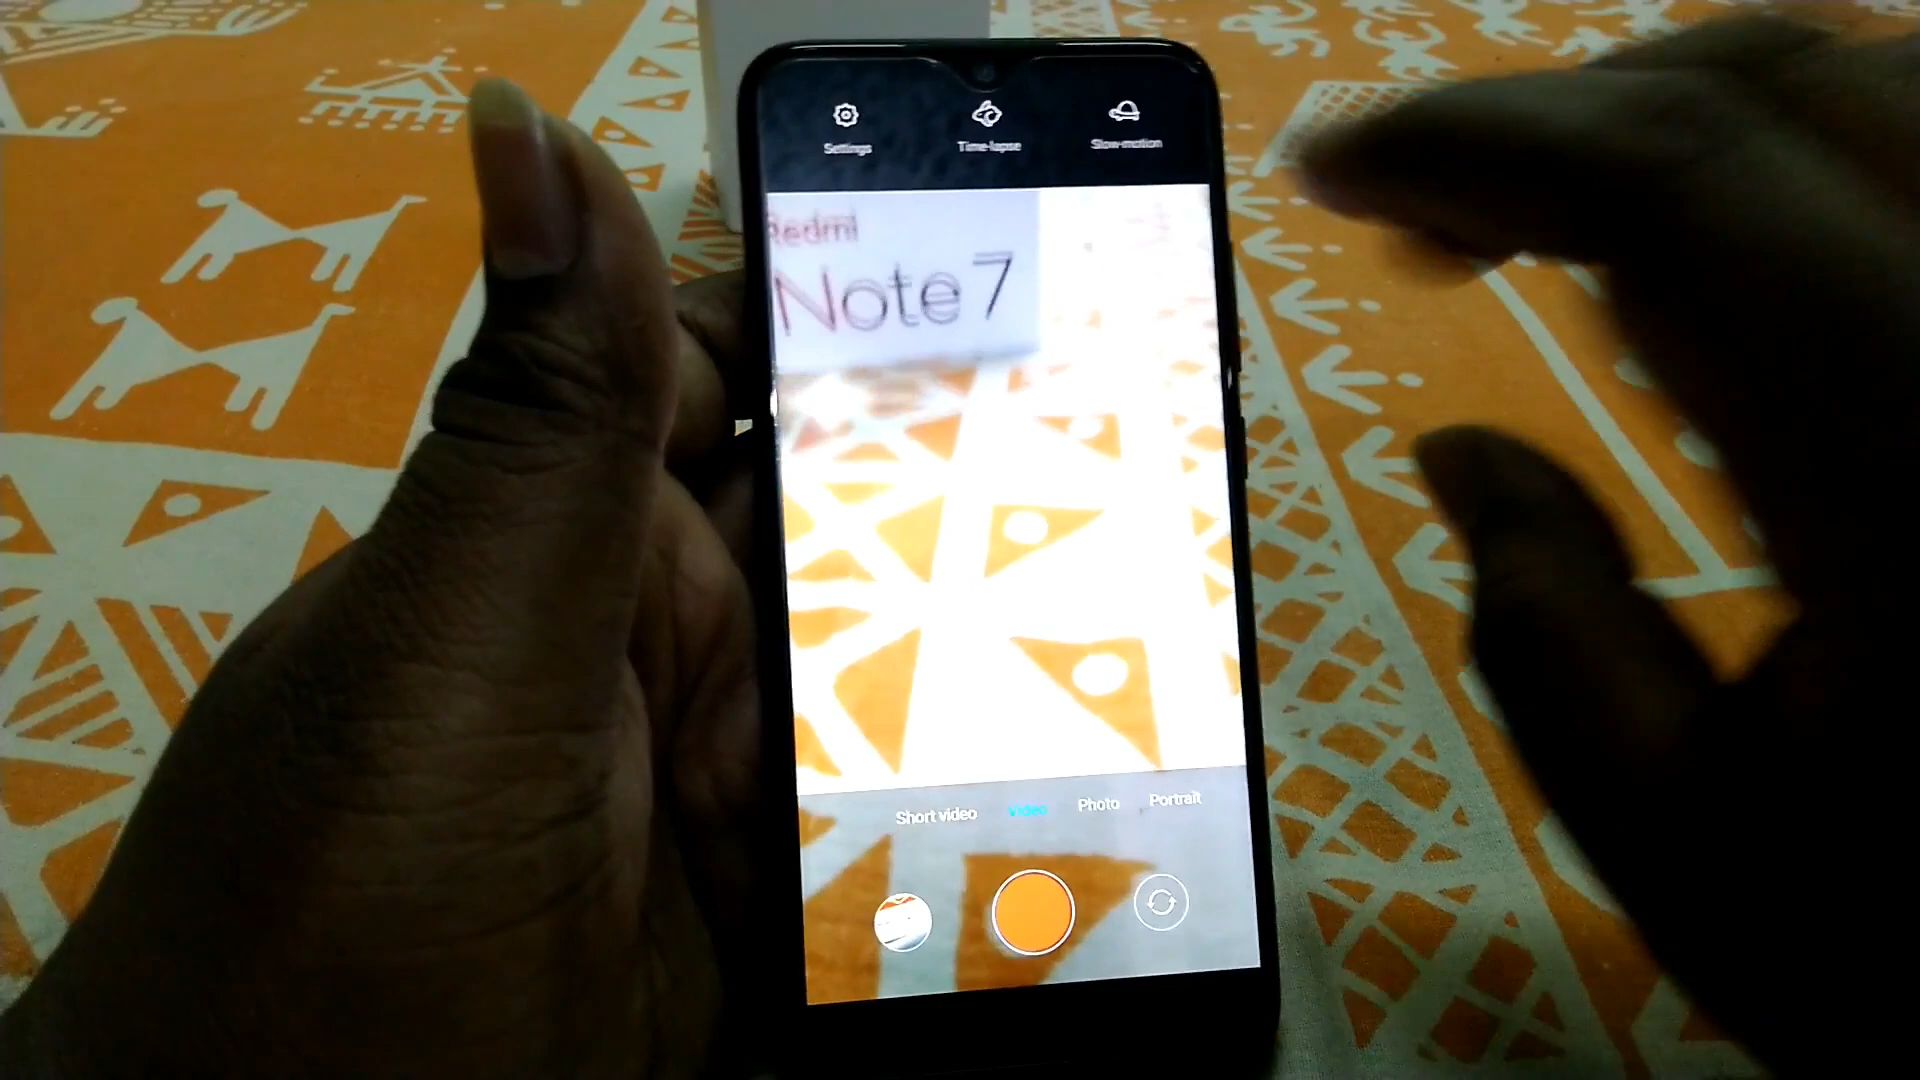 Settings
Time-lapse
Slow-motion
Redmi
Note 7
Short video
Video
Photo
Portrait